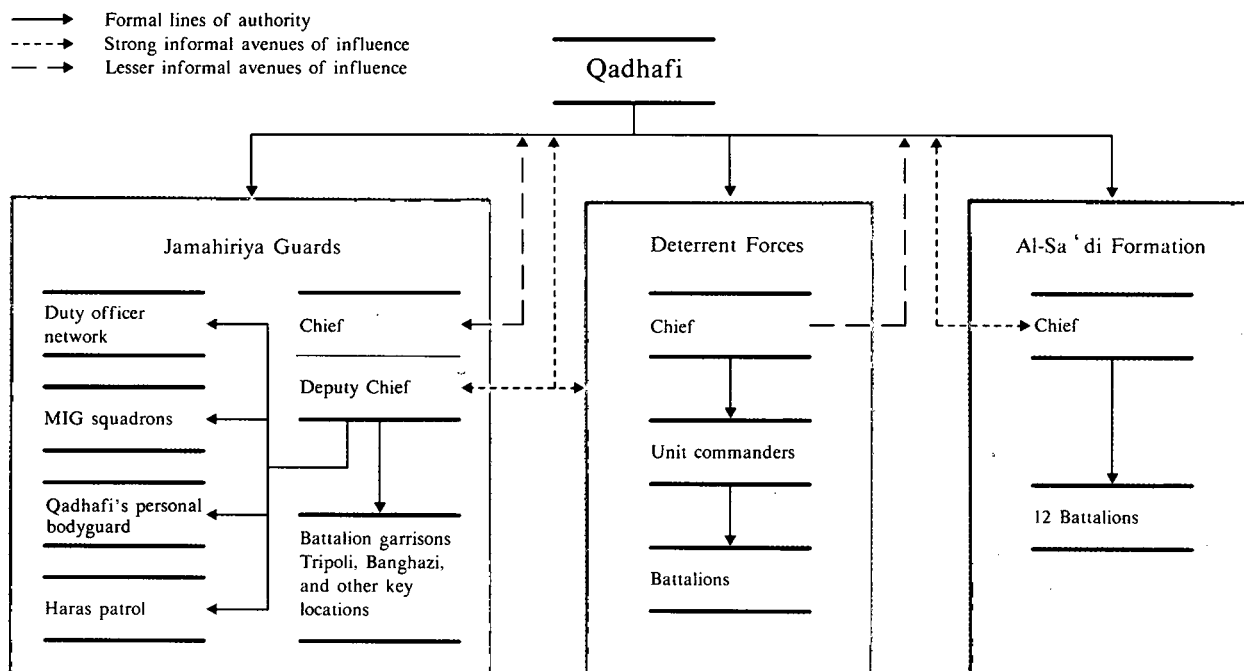 Formal lines of authority
Strong informal avenues of influence
Lesser informal avenues of influence
Qadhafi
Jamahiriya Guards
Duty officer
network
MIG squadrons
Qadhafi's personal
bodyguard
Haras patrol
Chief
Deputy Chief
Battalion garrisons
Tripoli, Banghazi,
and other key
locations
Deterrent Forces
Chief
Unit commanders
Battalions
Al-Sa‘di Formation
Chief
12 Battalions